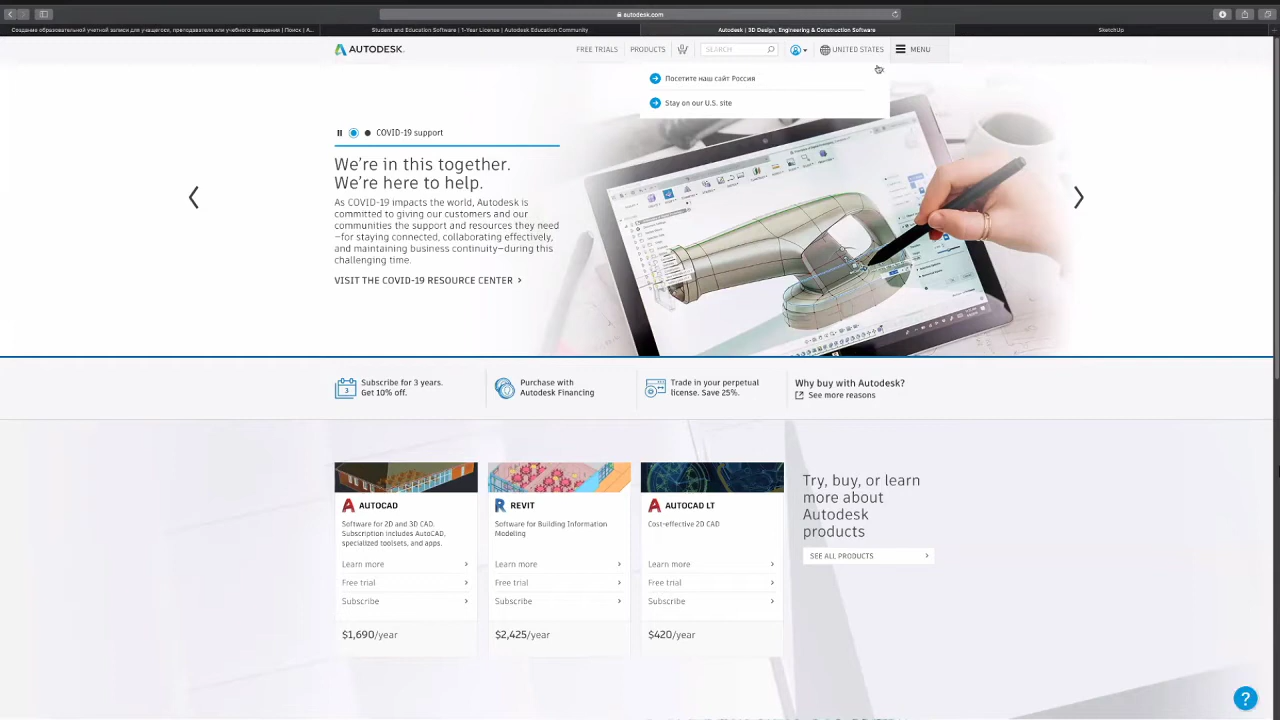 autodesk.com
Создание образовательной учетной записи для учащегося, преподавателя или учебного заведения | Поиск | A...
Student and Education Software | 1-Year License | Autodesk Education Community
Autodesk | 3D Design, Engineering & Construction Software
SketchUp
AUTODESK.
FREE TRIALS
PRODUCTS
SEARCH
UNITED STATES
MENU
Посетите наш сайт Россия
Stay on our U.S. site
COVID-19 support
We're in this together.
We're here to help.
As COVID-19 impacts the world, Autodesk is
committed to giving our customers and our
communities the support and resources they need
–for staying connected, collaborating effectively,
and maintaining business continuity–during this
challenging time.
VISIT THE COVID-19 RESOURCE CENTER >
3
Subscribe for 3 years.
Get 10% off.
Purchase with
Autodesk Financing
Trade in your perpetual
license. Save 25%.
Why buy with Autodesk?
See more reasons
A AUTOCAD
Software for 2D and 3D CAD.
Subscription includes AutoCAD,
specialized toolsets, and apps.
Learn more >
Free trial >
Subscribe >
$1,690/year
R REVIT
Software for Building Information
Modeling
Learn more >
Free trial >
Subscribe >
$2,425/year
A AUTOCAD LT
Cost-effective 2D CAD
Learn more >
Free trial >
Subscribe >
$420/year
Try, buy, or learn
more about
Autodesk
products
SEE ALL PRODUCTS >
?